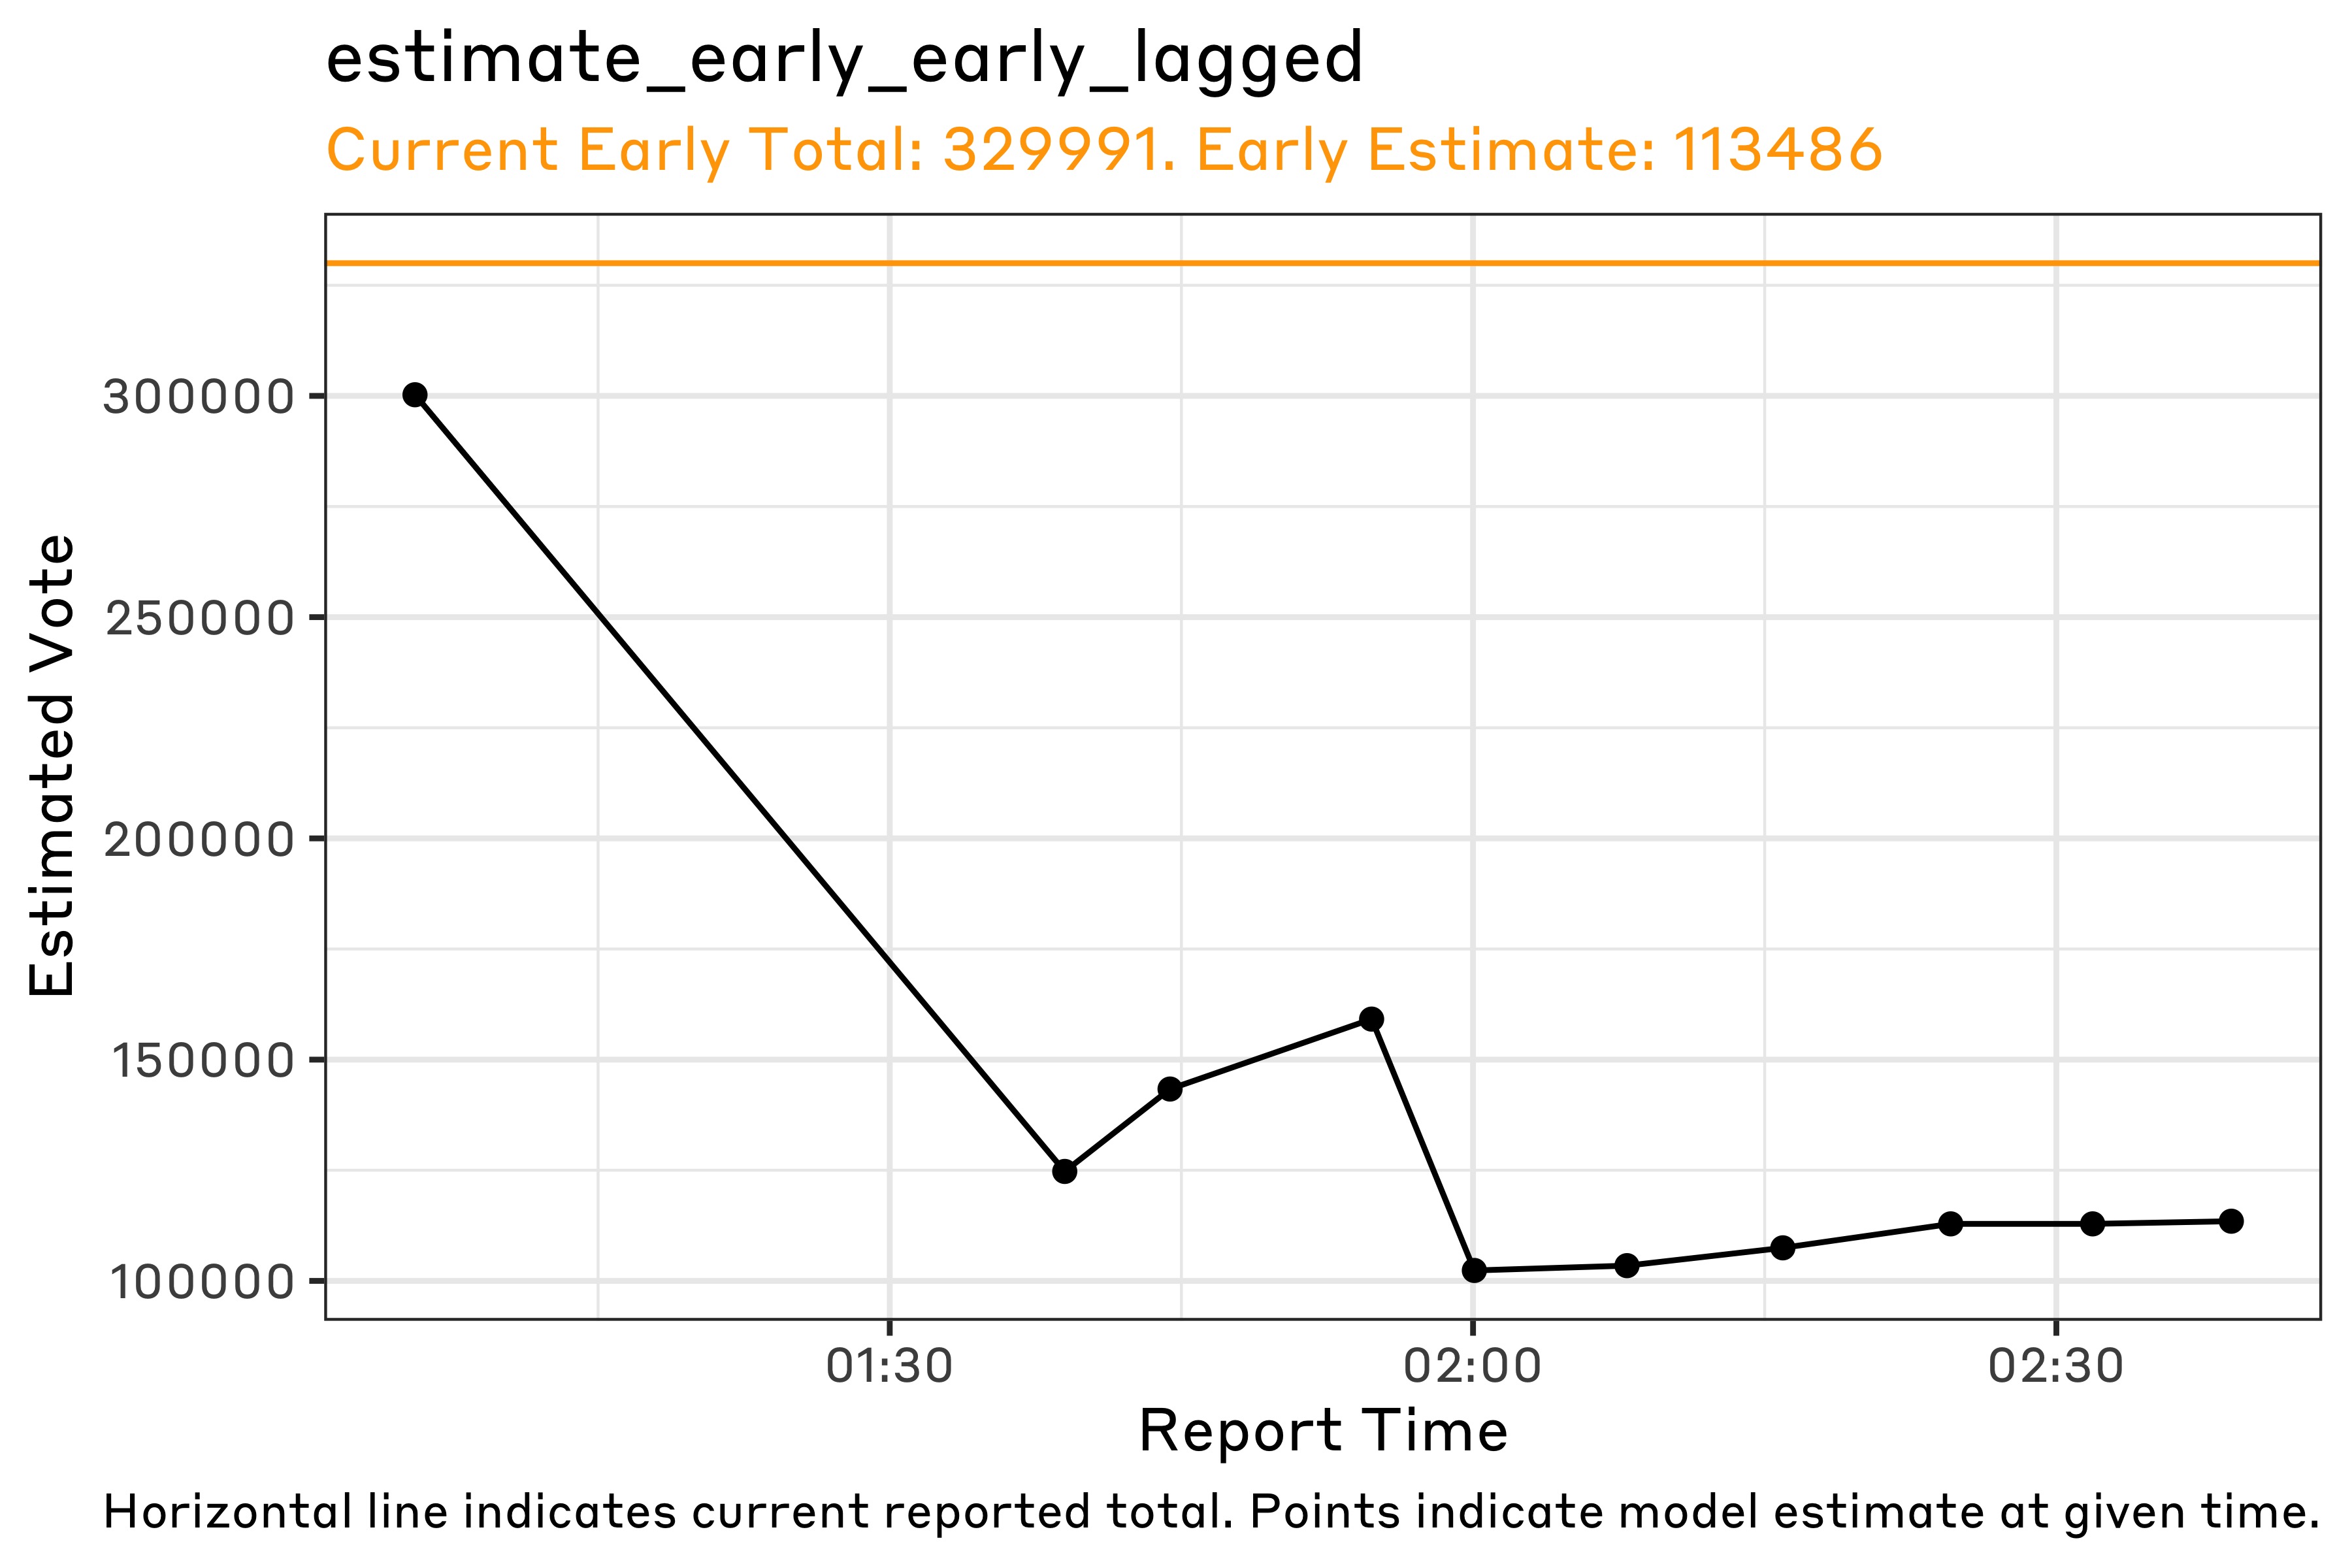 estimate_early_early_lagged
Current Early Total: 329991. Early Estimate: 113486
Estimated Vote
300000
250000
200000
150000
100000
01:30 02:00 02:30
Report Time
Horizontal line indicates current reported total. Points indicate model estimate at given time.